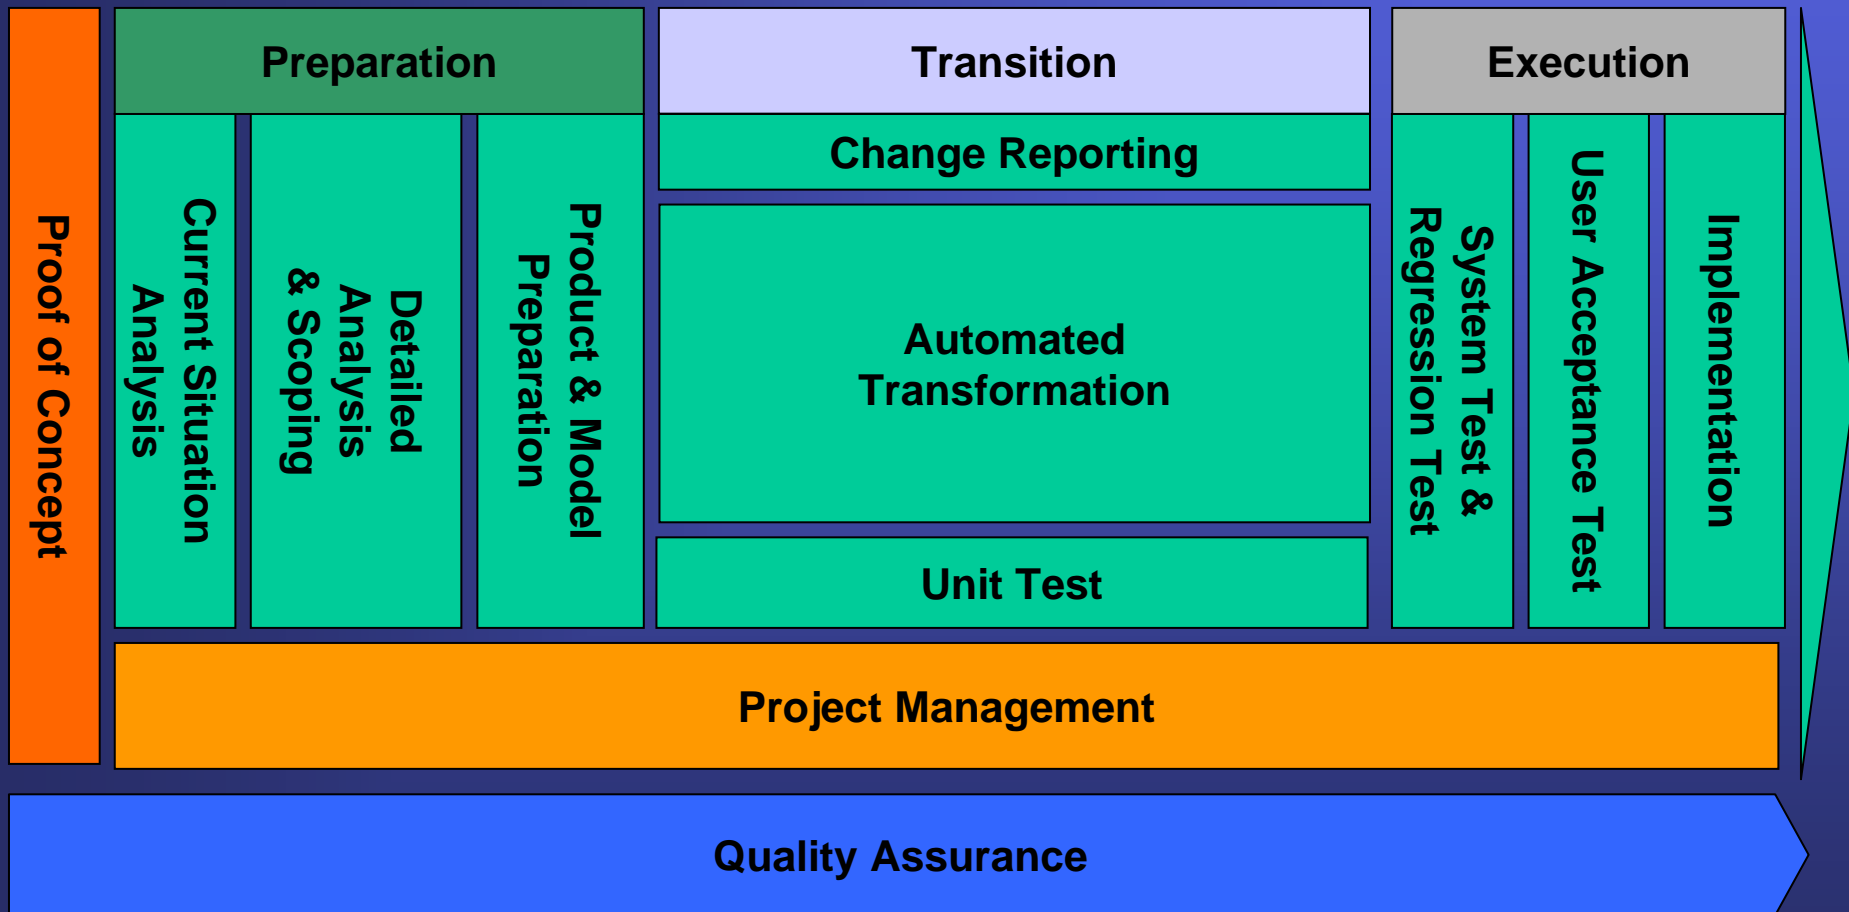 Proof of Concept
Preparation
Current Situation
Analysis
Detailed
Analysis
& Scoping
Product & Model
Preparation
Transition
Change Reporting
Automated
Transformation
Unit Test
Execution
System Test &
Regression Test
User Acceptance Test
Implementation
Project Management
Quality Assurance